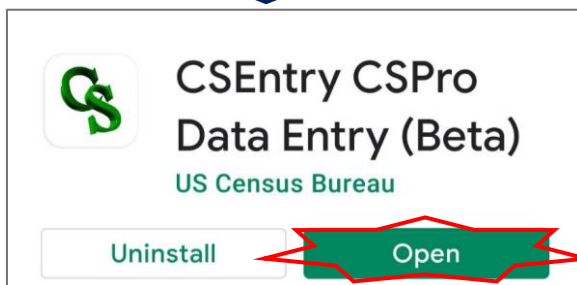 CS
CSEntry CSPro
Data Entry (Beta)
US Census Bureau
Uninstall
Open